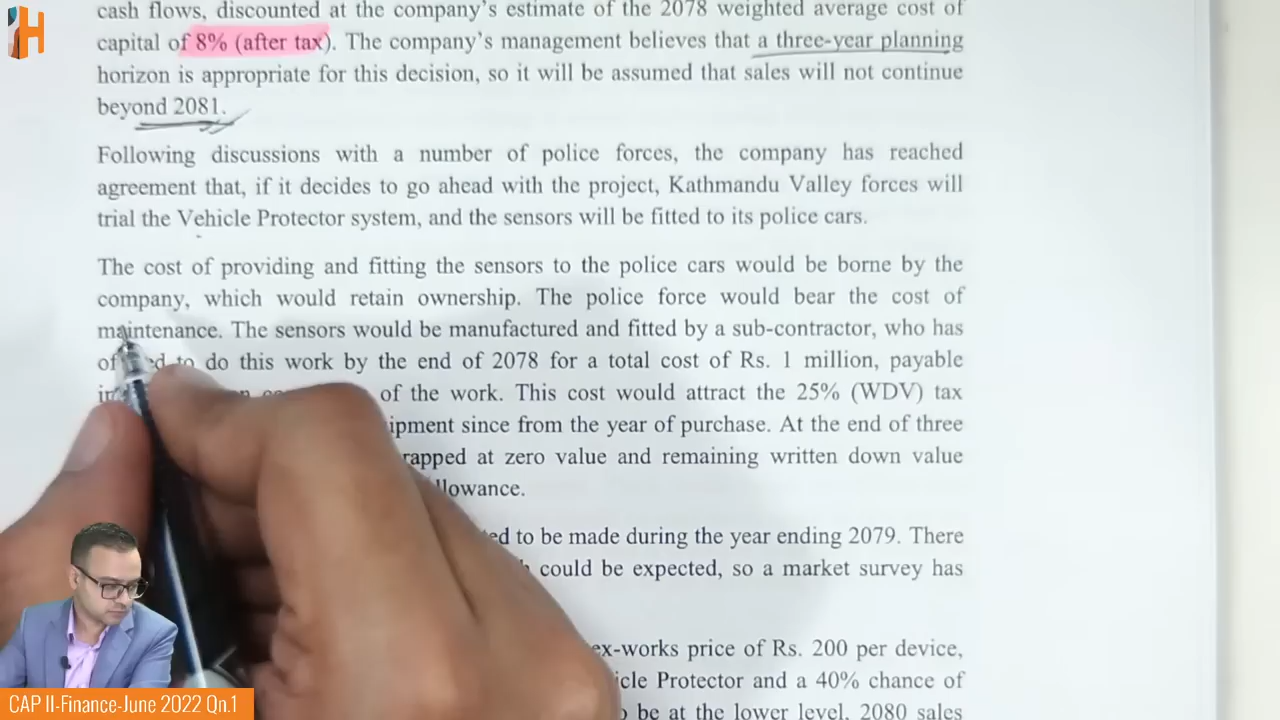 H
cash flows, discounted at the company's estimate of the 2078 weighted average cost of
capital of 8% (after tax). The company's management believes that a three-year planning
horizon is appropriate for this decision, so it will be assumed that sales will not continue
beyond 2081.
Following discussions with a number of police forces, the company has reached
agreement that, if it decides to go ahead with the project, Kathmandu Valley forces will
trial the Vehicle Protector system, and the sensors will be fitted to its police cars.
The cost of providing and fitting the sensors to the police cars would be borne by the
company, which would retain ownership. The police force would bear the cost of
maintenance. The sensors would be manufactured and fitted by a sub-contractor, who has
to do this work by the end of 2078 for a total cost of Rs. 1 million, payable
of the work. This cost would attract the 25% (WDV) tax
since from the year of purchase. At the end of three
at zero value and remaining written down value
to be made during the year ending 2079. There
could be expected, so a market survey has
ex-works price of Rs. 200 per device,
Protector and a 40% chance of
be at the lower level, 2080 sales
CAP II-Finance-June 2022 Qn.1